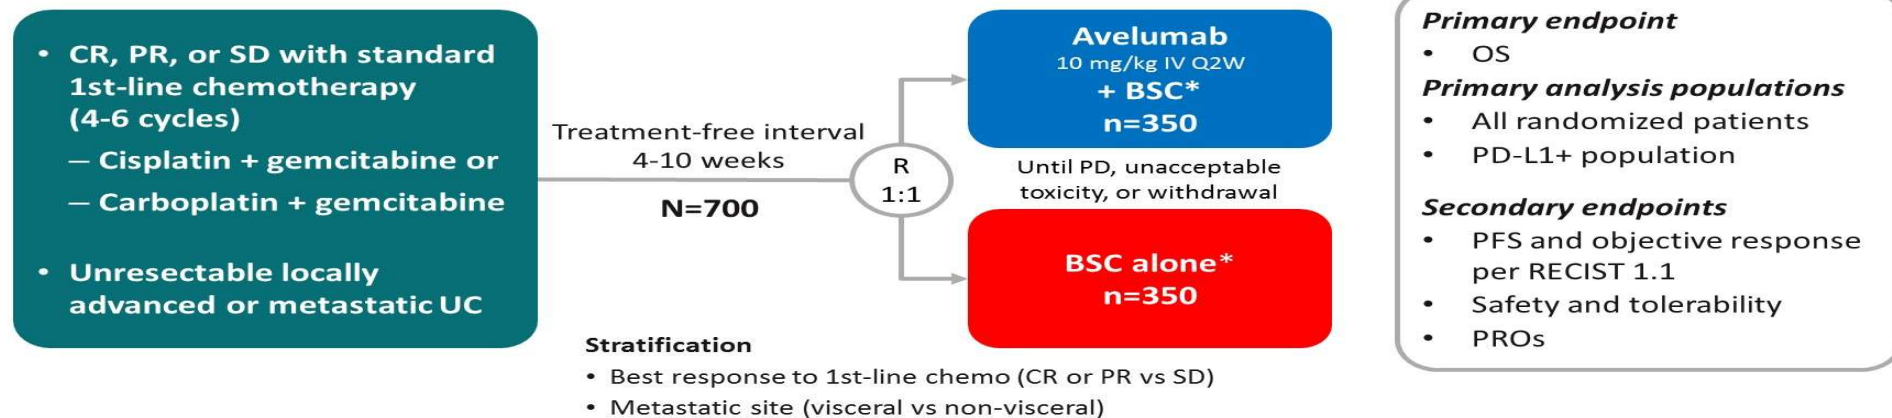 • CR, PR, or SD with standard
1st-line chemotherapy
(4-6 cycles)
– Cisplatin + gemcitabine or
– Carboplatin + gemcitabine
• Unresectable locally
advanced or metastatic UC
Treatment-free interval
4-10 weeks
N=700
R
1:1
Avelumab
10 mg/kg IV Q2W
+ BSC*
n=350
Until PD, unacceptable
toxicity, or withdrawal
BSC alone*
n=350
Stratification
• Best response to 1st-line chemo (CR or PR vs SD)
• Metastatic site (visceral vs non-visceral)
Primary endpoint
• OS
Primary analysis populations
• All randomized patients
• PD-L1+ population
Secondary endpoints
• PFS and objective response
per RECIST 1.1
• Safety and tolerability
• PROs